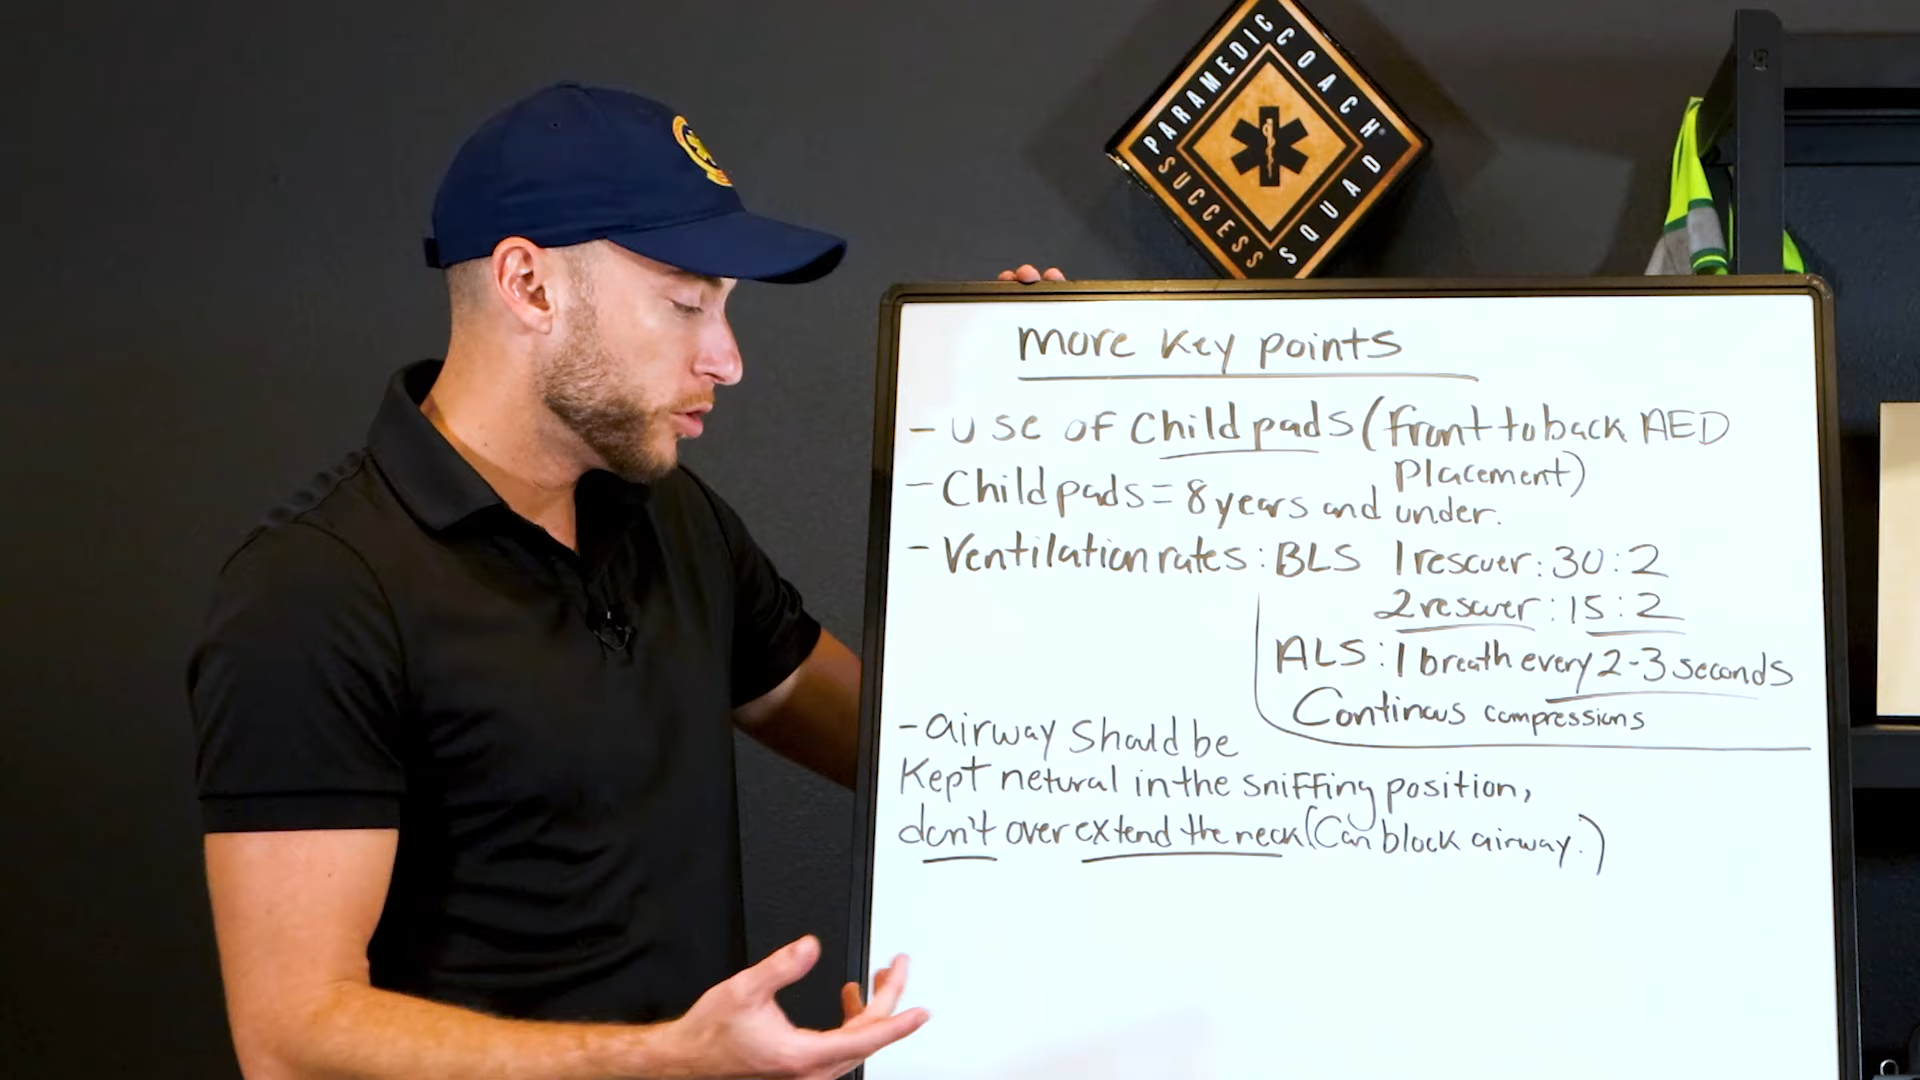 PARAMEDIC COACH®
SUCCESS SQUAD
More Key points
- Use of Child pads (Front to back AED
Placement)
- Child pads = 8 years and under.
- Ventilation rates: BLS 1 rescuer: 30:2
2 rescuer: 15:2
ALS: 1 breath every 2-3 seconds
Continous compressions
- airway Should be
Kept netural in the sniffing position,
don't over extend the neck (Can block airway.)